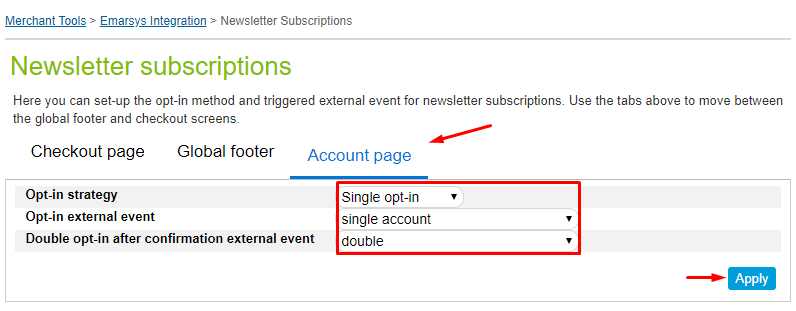 Merchant Tools > Emarsys Integration > Newsletter Subscriptions
Newsletter subscriptions
Here you can set-up the opt-in method and triggered external event for newsletter subscriptions. Use the tabs above to move between
the global footer and checkout screens.
Checkout page Global footer Account page
Opt-in strategy Single opt-in
Opt-in external event single account
Double opt-in after confirmation external event double
Apply